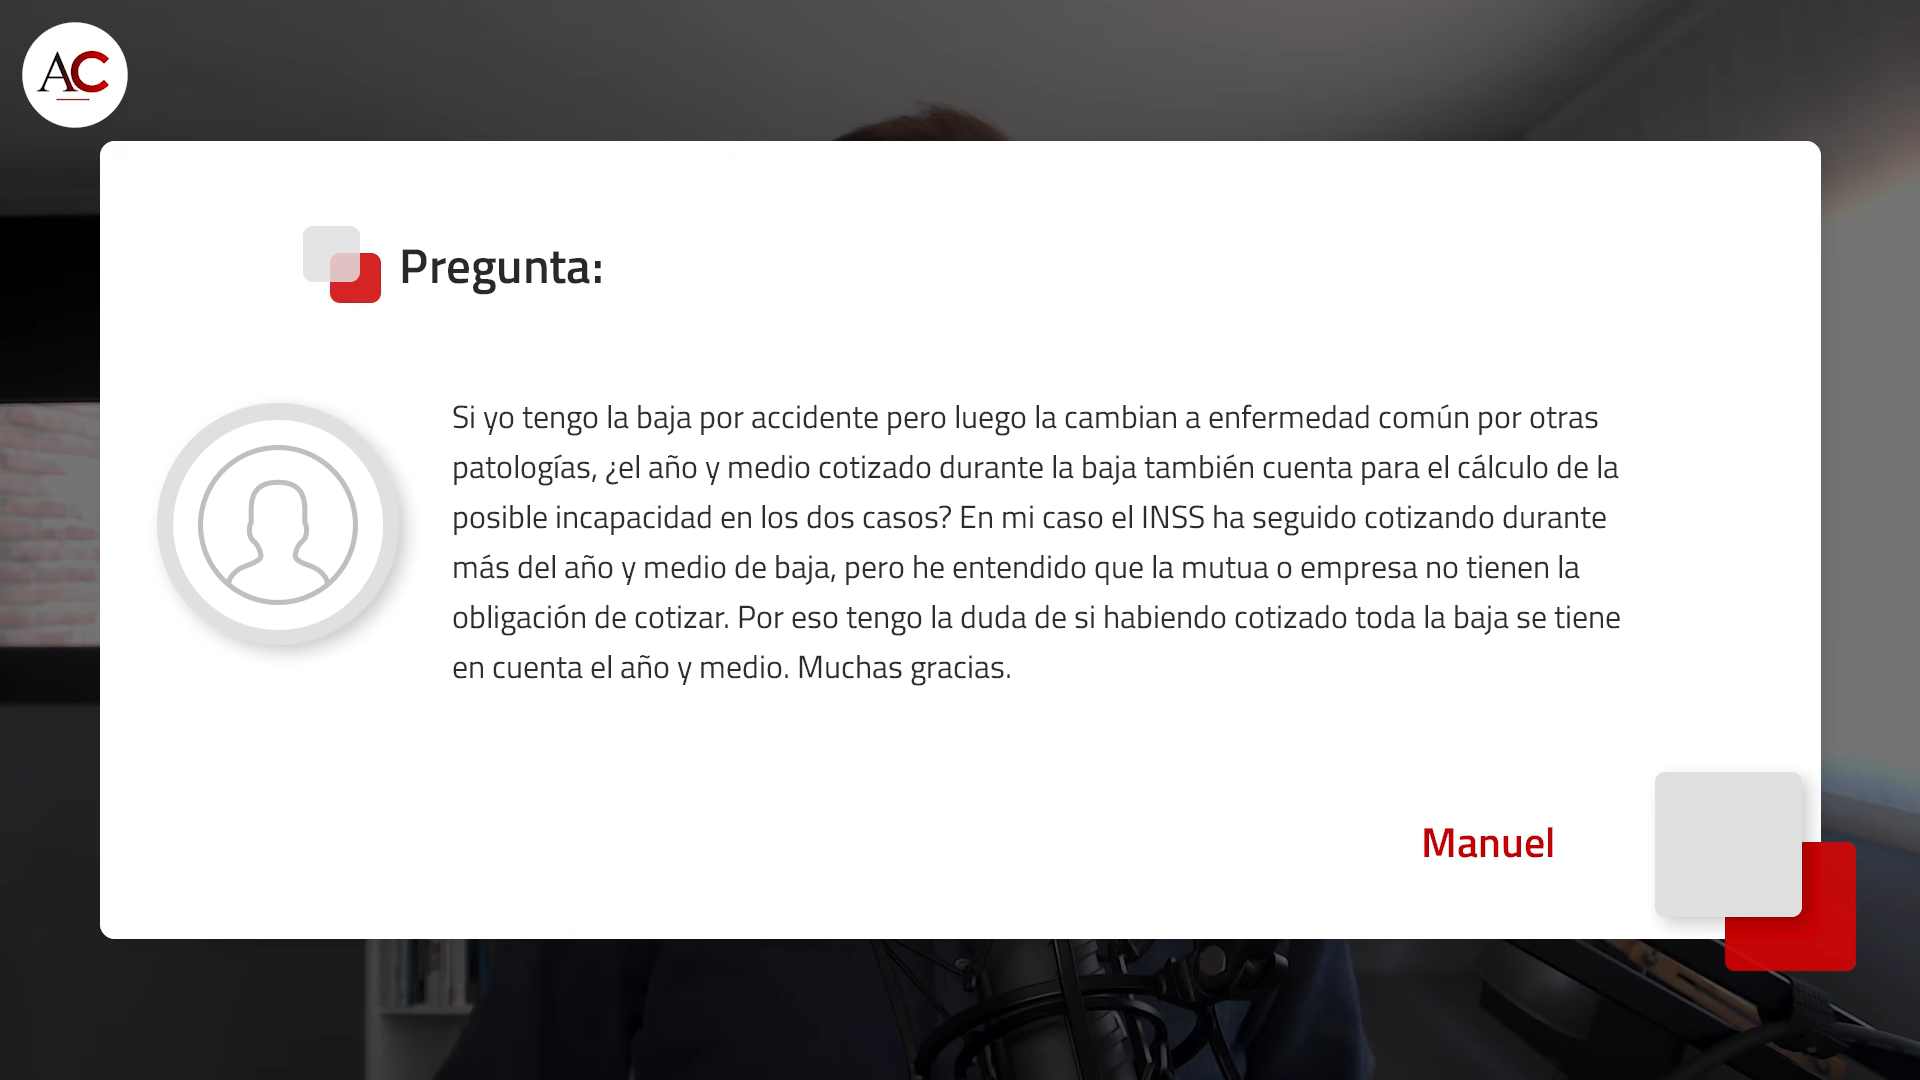 AC
Pregunta:
Si yo tengo la baja por accidente pero luego la cambian a enfermedad común por otras
patologías, ¿el año y medio cotizado durante la baja también cuenta para el cálculo de la
posible incapacidad en los dos casos? En mi caso el INSS ha seguido cotizando durante
más del año y medio de baja, pero he entendido que la mutua o empresa no tienen la
obligación de cotizar. Por eso tengo la duda de si habiendo cotizado toda la baja se tiene
en cuenta el año y medio. Muchas gracias.
Manuel